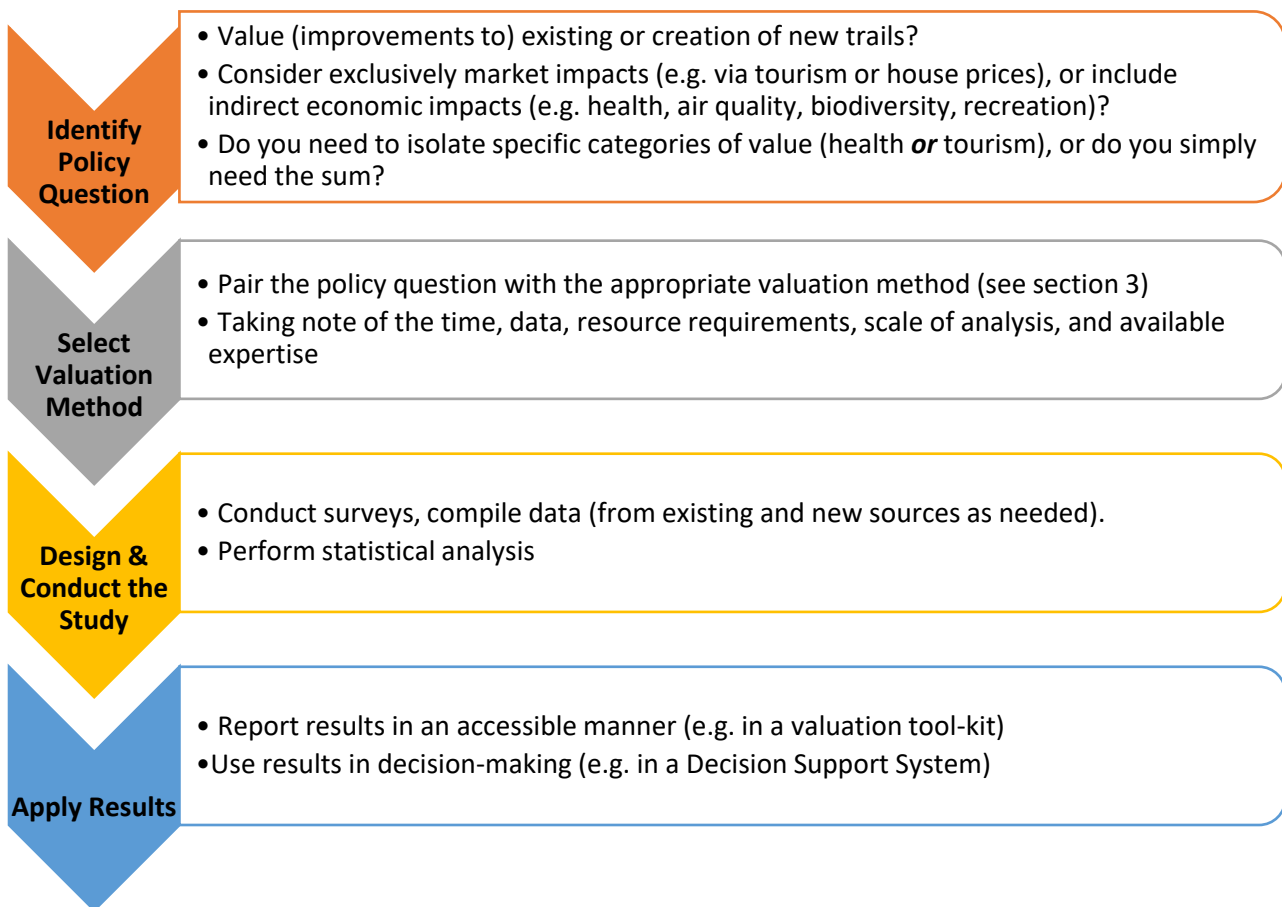 Identify
Policy
Question
• Value (improvements to) existing or creation of new trails?
• Consider exclusively market impacts (e.g. via tourism or house prices), or include
indirect economic impacts (e.g. health, air quality, biodiversity, recreation)?
• Do you need to isolate specific categories of value (health or tourism), or do you simply
need the sum?
Select
Valuation
Method
• Pair the policy question with the appropriate valuation method (see section 3)
• Taking note of the time, data, resource requirements, scale of analysis, and available
expertise
Design &
Conduct the
Study
• Conduct surveys, compile data (from existing and new sources as needed).
• Perform statistical analysis
Apply Results
• Report results in an accessible manner (e.g. in a valuation tool-kit)
•Use results in decision-making (e.g. in a Decision Support System)